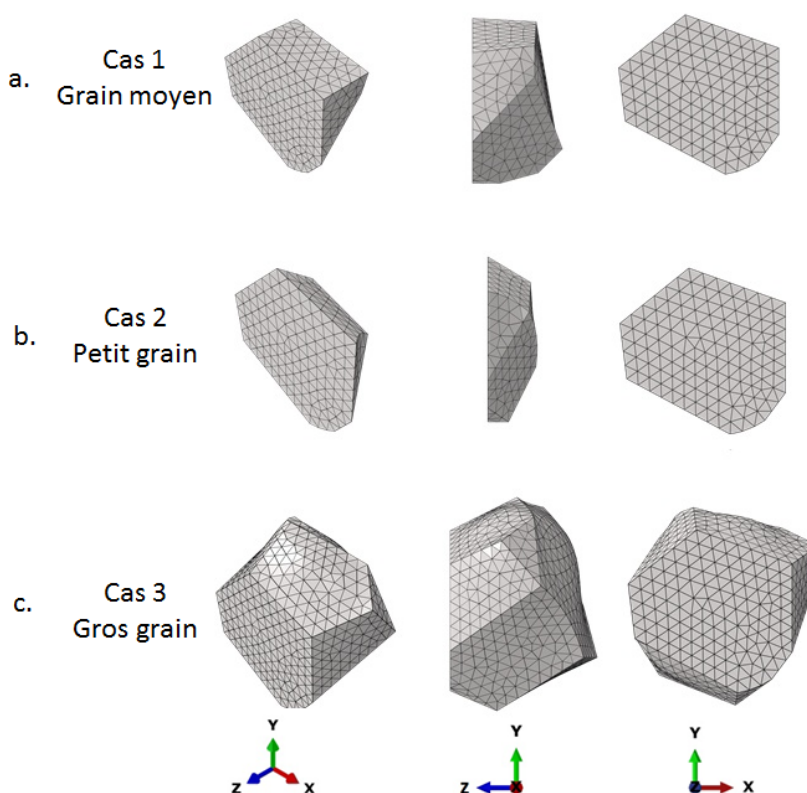 a.
Cas 1
Grain moyen
b.
Cas 2
Petit grain
c.
Cas 3
Gros grain
Y
Z
X
Y
Z
X
Y
Z
X